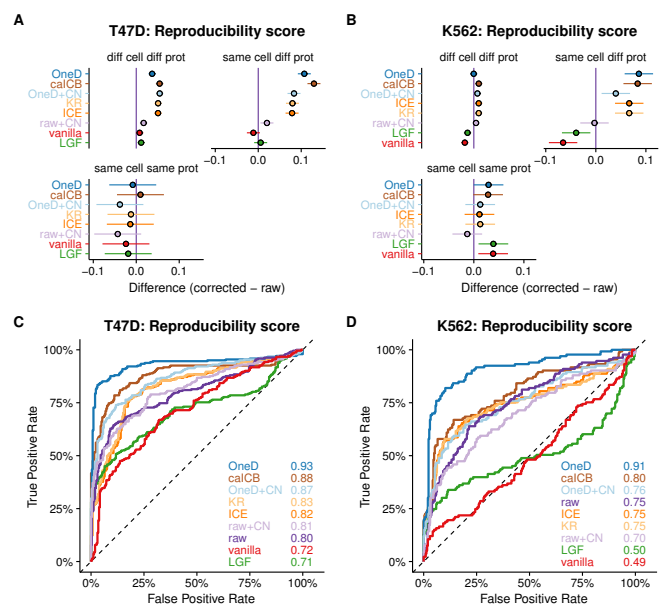 A
T47D: Reproducibility score
diff cell diff prot
same cell diff prot
OneD
caICB
OneD+CN
KR
ICE
raw+CN
vanilla
LGF
−0.1 0.0 0.1
same cell same prot
OneD
caICB
OneD+CN
KR
ICE
raw+CN
vanilla
LGF
−0.1 0.0 0.1
Difference (corrected − raw)
B
K562: Reproducibility score
diff cell diff prot
same cell diff prot
OneD
caICB
OneD+CN
ICE
KR
raw+CN
LGF
vanilla
−0.1 0.0 0.1
same cell same prot
OneD
caICB
OneD+CN
ICE
KR
raw+CN
LGF
vanilla
−0.1 0.0 0.1
Difference (corrected − raw)
C
T47D: Reproducibility score
100%
75%
50%
25%
0%
True Positive Rate
OneD 0.93
caICB 0.88
OneD+CN 0.87
KR 0.83
ICE 0.82
raw+CN 0.81
raw 0.80
vanilla 0.72
LGF 0.71
0% 25% 50% 75% 100%
False Positive Rate
D
K562: Reproducibility score
100%
75%
50%
25%
0%
True Positive Rate
OneD 0.91
caICB 0.80
OneD+CN 0.76
raw 0.75
ICE 0.75
KR 0.75
raw+CN 0.70
LGF 0.50
vanilla 0.49
0% 25% 50% 75% 100%
False Positive Rate